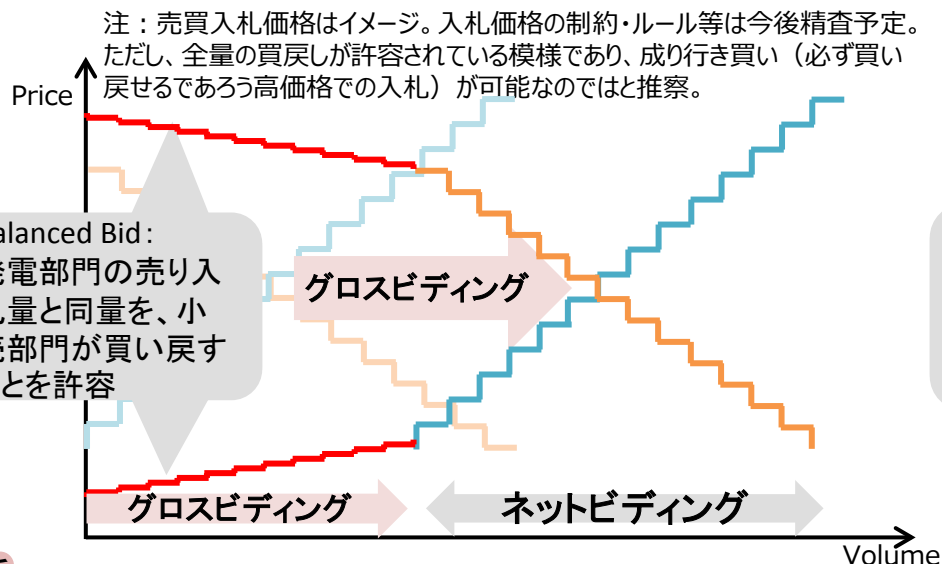 注：売買入札価格はイメージ。入札価格の制約・ルール等は今後精査予定。
ただし、全量の買戻しが許容されている模様であり、成り行き買い（必ず買い
戻せるであろう高価格での入札）が可能なのではと推察。
Price
alanced Bid：
電部門の売り入
量と同量を、小
部門が買い戻す
とを許容
グロスビディング
グロスビディング
ネットビディング
Volume